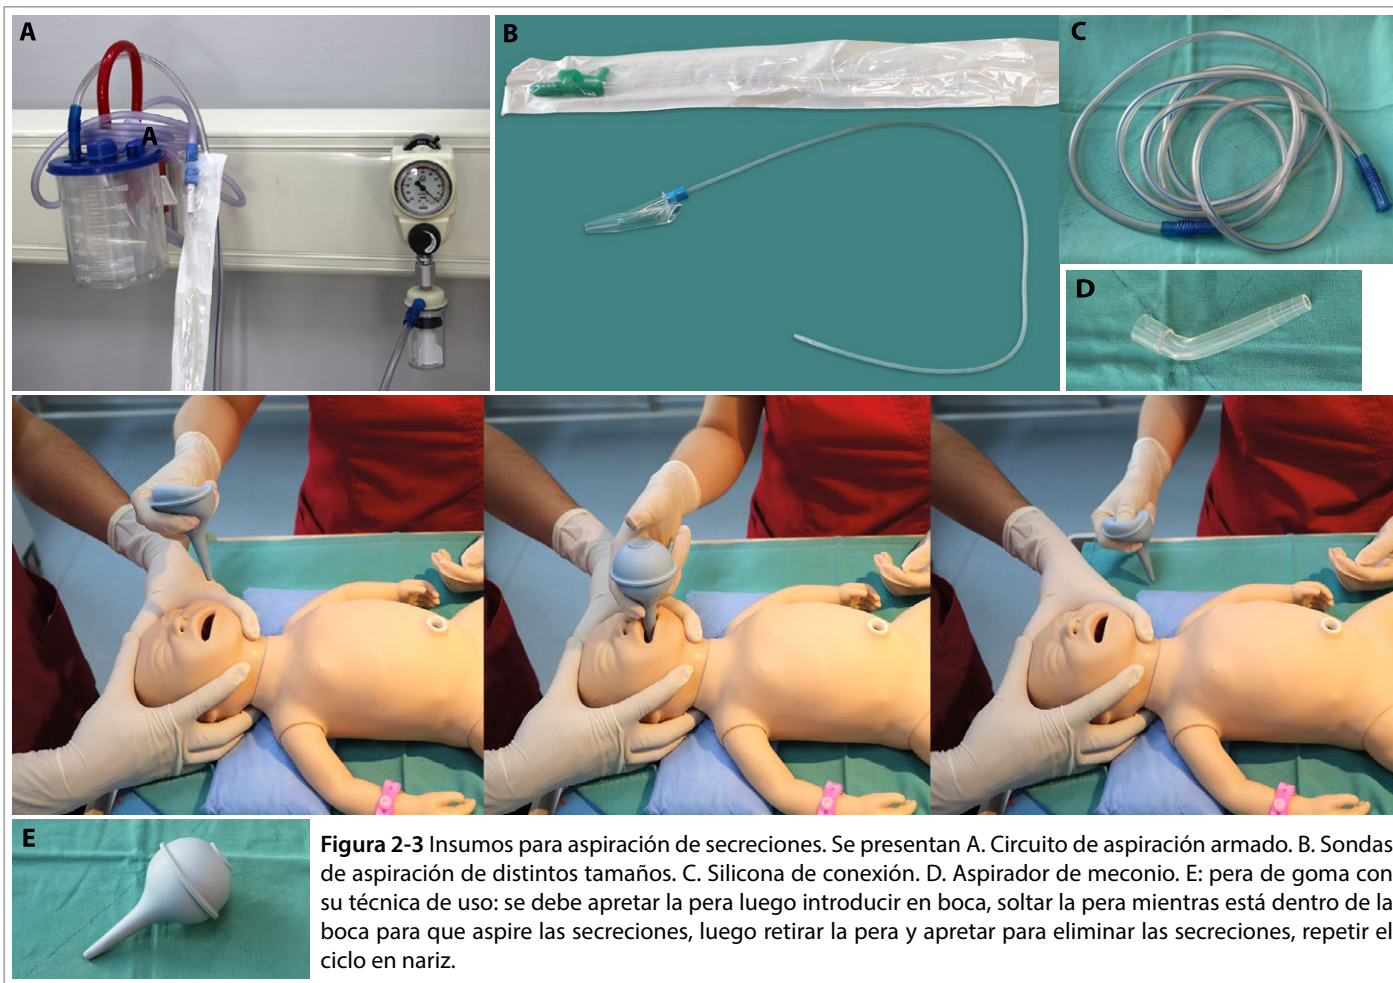 A
B
C
A
1000
D
E
Figura 2-3 Insumos para aspiración de secreciones. Se presentan A. Circuito de aspiración armado. B. Sondas
de aspiración de distintos tamaños. C. Silicona de conexión. D. Aspirador de meconio. E: pera de goma con
su técnica de uso: se debe apretar la pera luego introducir en boca, soltar la pera mientras está dentro de la
boca para que aspire las secreciones, luego retirar la pera y apretar para eliminar las secreciones, repetir el
ciclo en nariz.